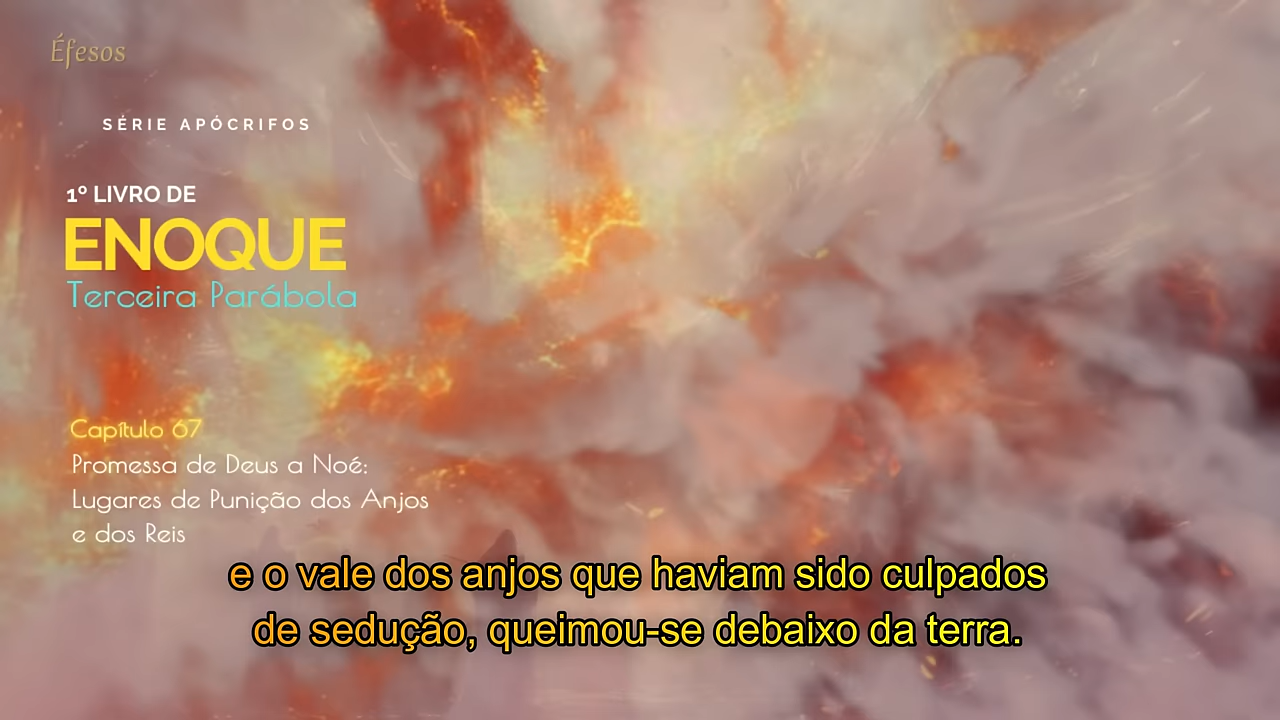 Éfesos
SÉRIE APÓCRIFOS
1º LIVRO DE
ENOQUE
Terceira Parábola
Capítulo 67
Promessa de Deus a Noé:
Lugares de Punição dos Anjos
e dos Reis
e o vale dos anjos que haviam sido culpados
de sedução, queimou-se debaixo da terra.